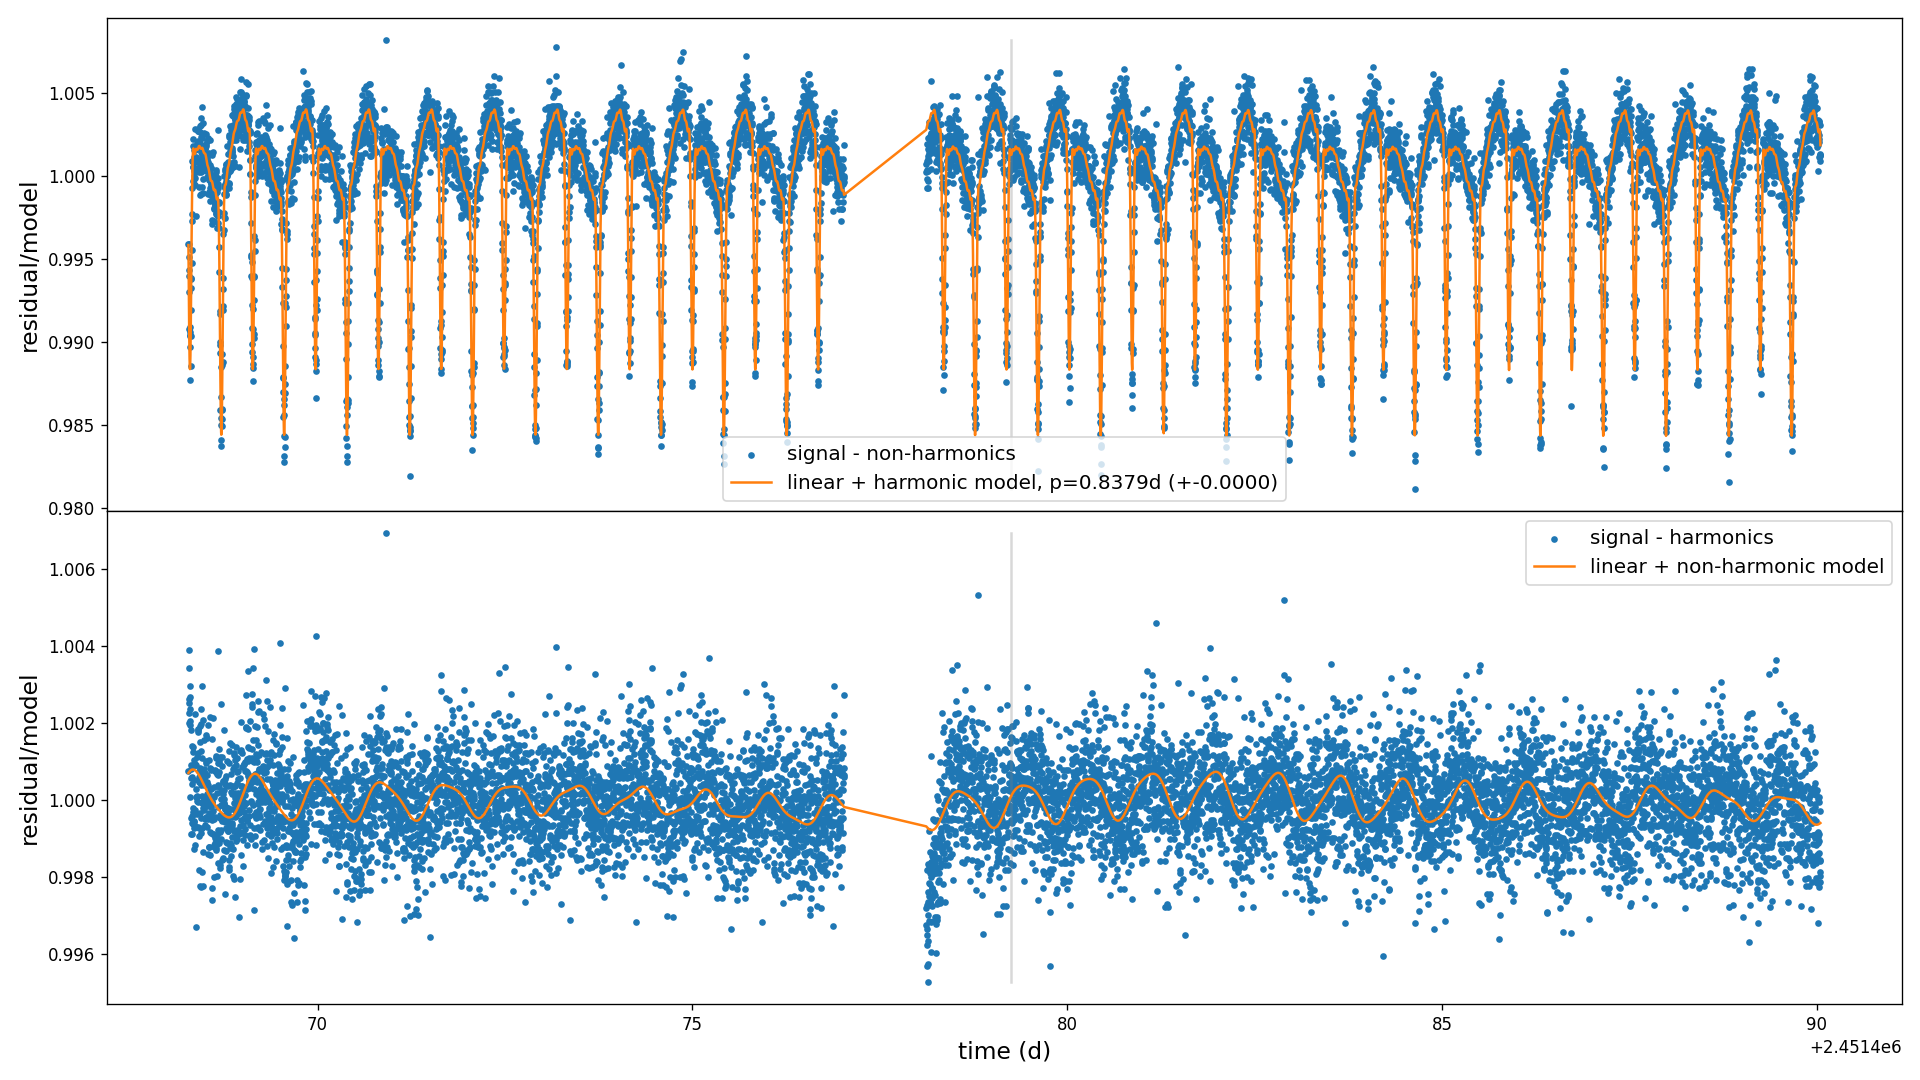 1.005
1.000
0.995
0.990
0.985
0.980
residual/model
signal - non-harmonics
linear + harmonic model, p=0.8379d (+-0.0000)
1.006
1.004
1.002
1.000
0.998
0.996
residual/model
signal - harmonics
linear + non-harmonic model
70
75
80
85
90
time (d)
+2.4514e6